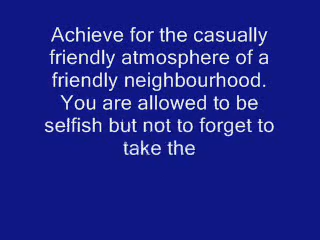 Achieve for the casually
friendly atmosphere of a
friendly neighbourhood.
You are allowed to be
selfish but not to forget to
take the